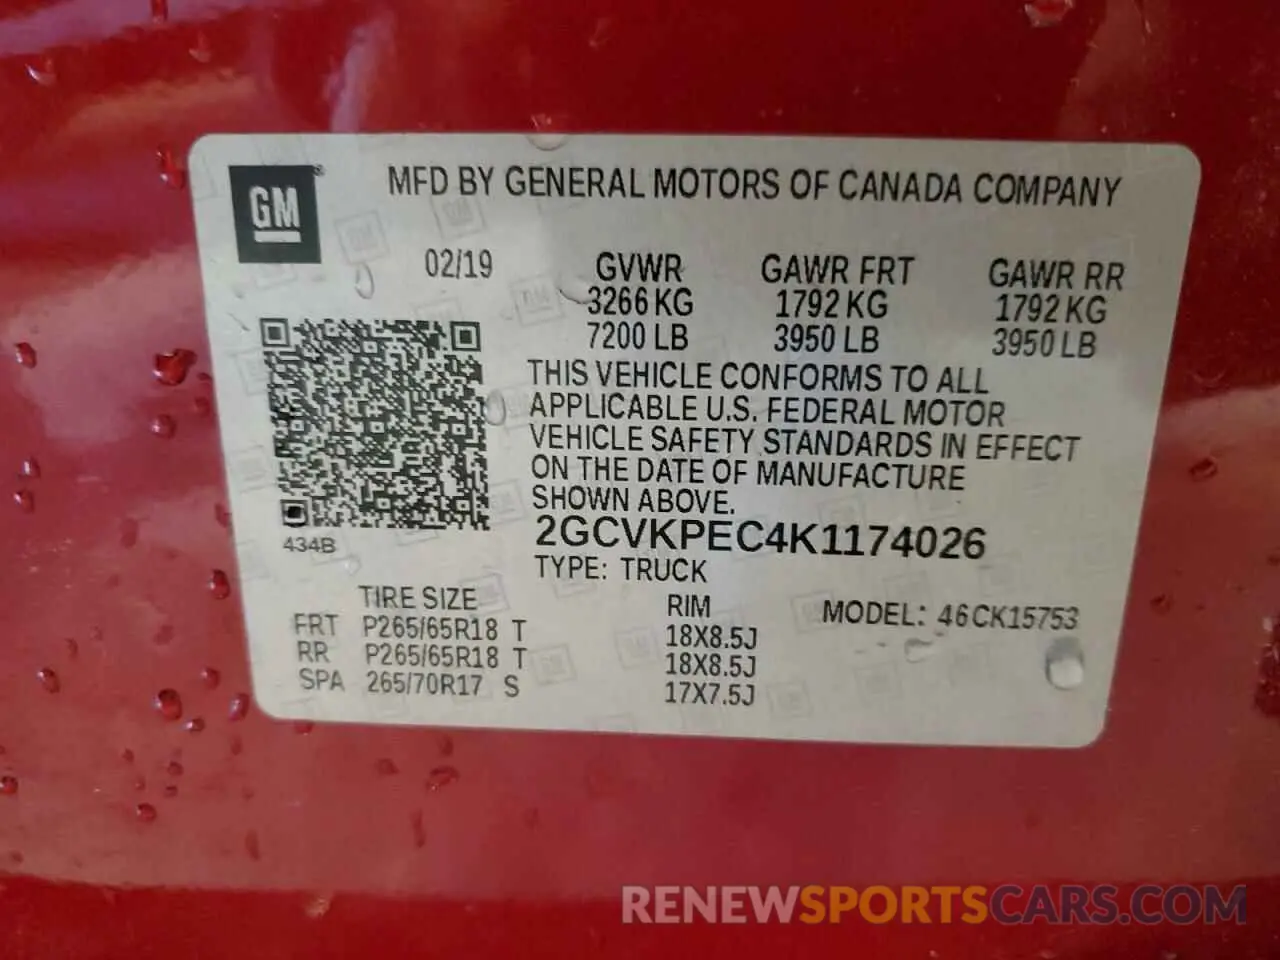 GM
MFD BY GENERAL MOTORS OF CANADA COMPANY
02/19 GVWR GAWR FRT GAWR RR
3266 KG 1792 KG 1792 KG
7200 LB 3950 LB 3950 LB
THIS VEHICLE CONFORMS TO ALL
APPLICABLE U.S. FEDERAL MOTOR
VEHICLE SAFETY STANDARDS IN EFFECT
ON THE DATE OF MANUFACTURE
SHOWN ABOVE.
2GCVKPEC4K1174026
434B
TYPE: TRUCK
TIRE SIZE RIM MODEL: 46CK15753
FRT P265/65R18 T 18X8.5J
RR P265/65R18 T 18X8.5J
SPA 265/70R17 S 17X7.5J
RENEWSPORTSCARS.COM